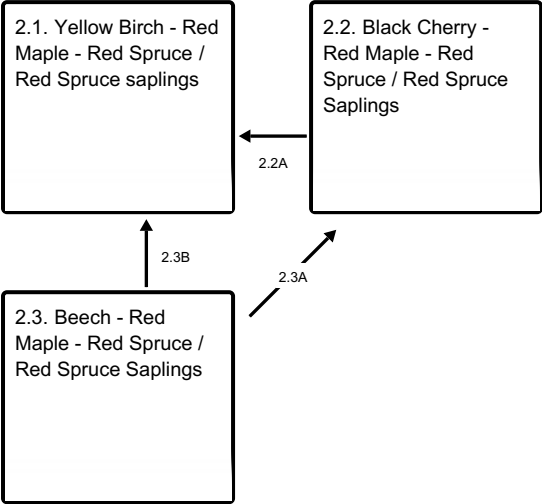 2.1. Yellow Birch - Red
Maple - Red Spruce /
Red Spruce saplings
2.2. Black Cherry -
Red Maple - Red
Spruce / Red Spruce
Saplings
2.2A
2.3B
2.3A
2.3. Beech - Red
Maple - Red Spruce /
Red Spruce Saplings